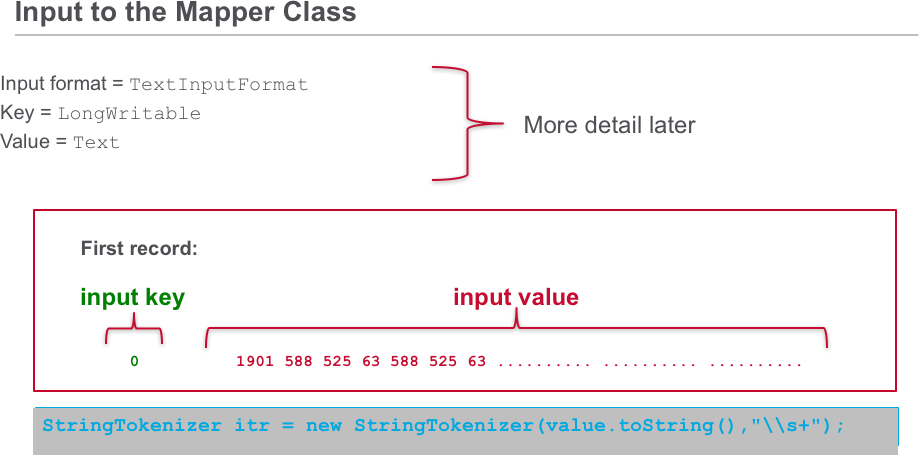 Input to the Mapper Class
Input format = TextInputFormat
Key = LongWritable
Value = Text
More detail later
First record:
input key input value
0 1901 588 525 63 588 525 63 .......... .......... ..........
StringTokenizer itr = new StringTokenizer(value.toString(),"\\s+");